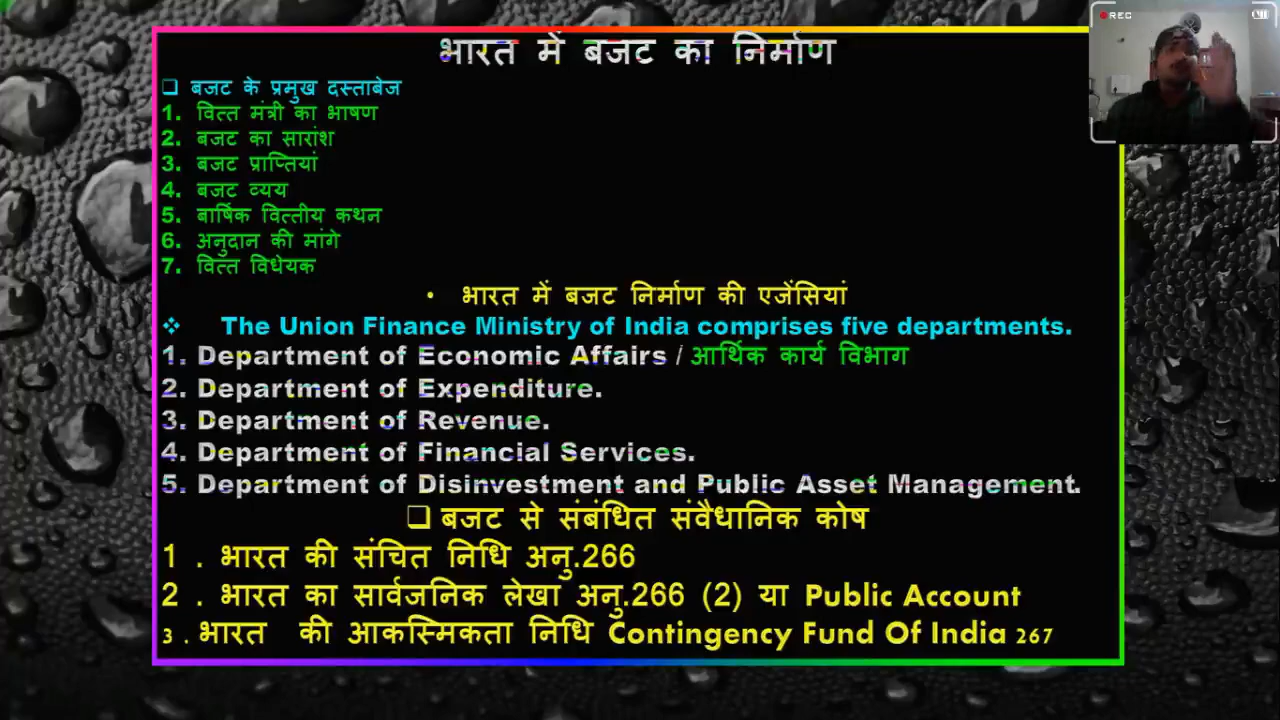 REC
भारत में बजट का निर्माण
❑ बजट के प्रमुख दस्ताबेज
1. वित्त मंत्री का भाषण
2. बजट का सारांश
3. बजट प्राप्तियां
4. बजट व्यय
5. बार्षिक वित्तीय कथन
6. अनुदान की मांगे
7. वित्त विधेयक
• भारत में बजट निर्माण की एजेंसियां
❖ The Union Finance Ministry of India comprises five departments.
1. Department of Economic Affairs / आर्थिक कार्य विभाग
2. Department of Expenditure.
3. Department of Revenue.
4. Department of Financial Services.
5. Department of Disinvestment and Public Asset Management.
❑ बजट से संबंधित संवैधानिक कोष
1 . भारत की संचित निधि अनु.266
2 . भारत का सार्वजनिक लेखा अनु.266 (2) या Public Account
3 . भारत की आकस्मिकता निधि Contingency Fund Of India 267